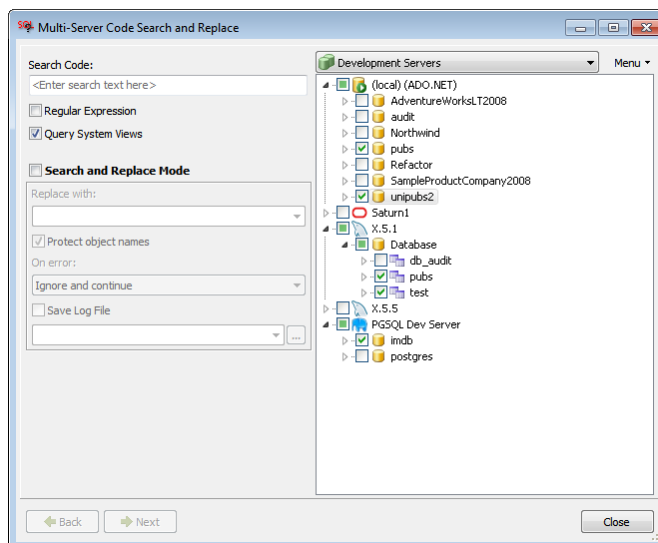 SQL Multi-Server Code Search and Replace
Search Code:
<Enter search text here>
Regular Expression
Query System Views
Search and Replace Mode
Replace with:
Protect object names
On error:
Ignore and continue
Save Log File
...
Development Servers
Menu
(local) (ADO.NET)
AdventureWorksLT2008
audit
Northwind
pubs
Refactor
SampleProductCompany2008
unipubs2
Saturn1
X.5.1
Database
db_audit
pubs
test
X.5.5
PGSQL Dev Server
imdb
postgres
Back
Next
Close